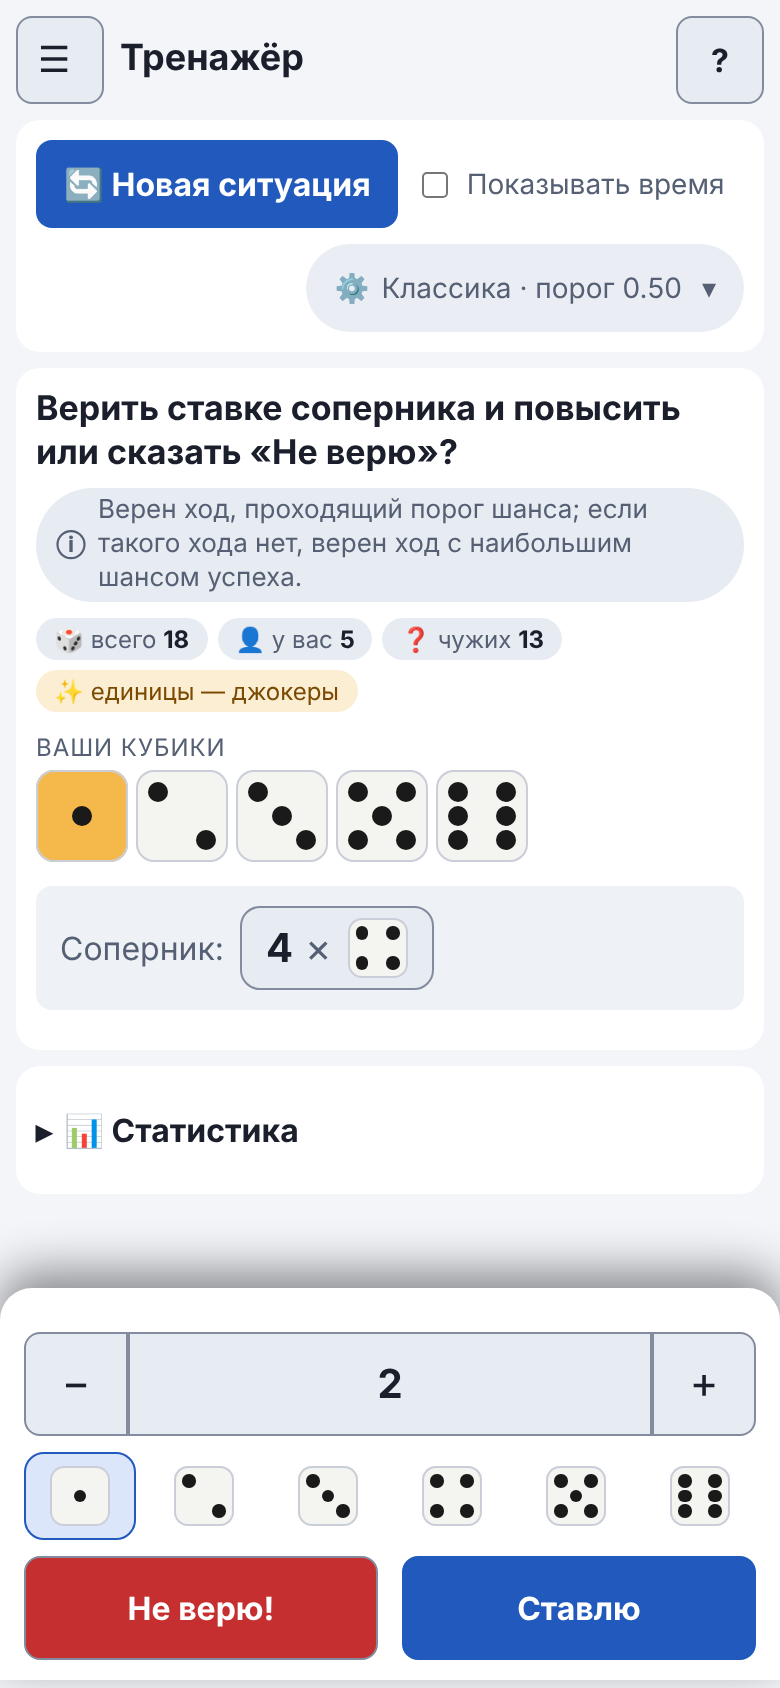 ☰ Тренажёр ?
🔄 Новая ситуация Показывать время
⚙️ Классика · порог 0.50 ▾
Верить ставке соперника и повысить
или сказать «Не верю»?
Верен ход, проходящий порог шанса; если
такого хода нет, верен ход с наибольшим
шансом успеха.
🎲 всего 18 👤 у вас 5 ❓ чужих 13
✨ единицы — джокеры
ВАШИ КУБИКИ
Соперник: 4 ×
▸ 📊 Статистика
− 2 +
Не верю! Ставлю